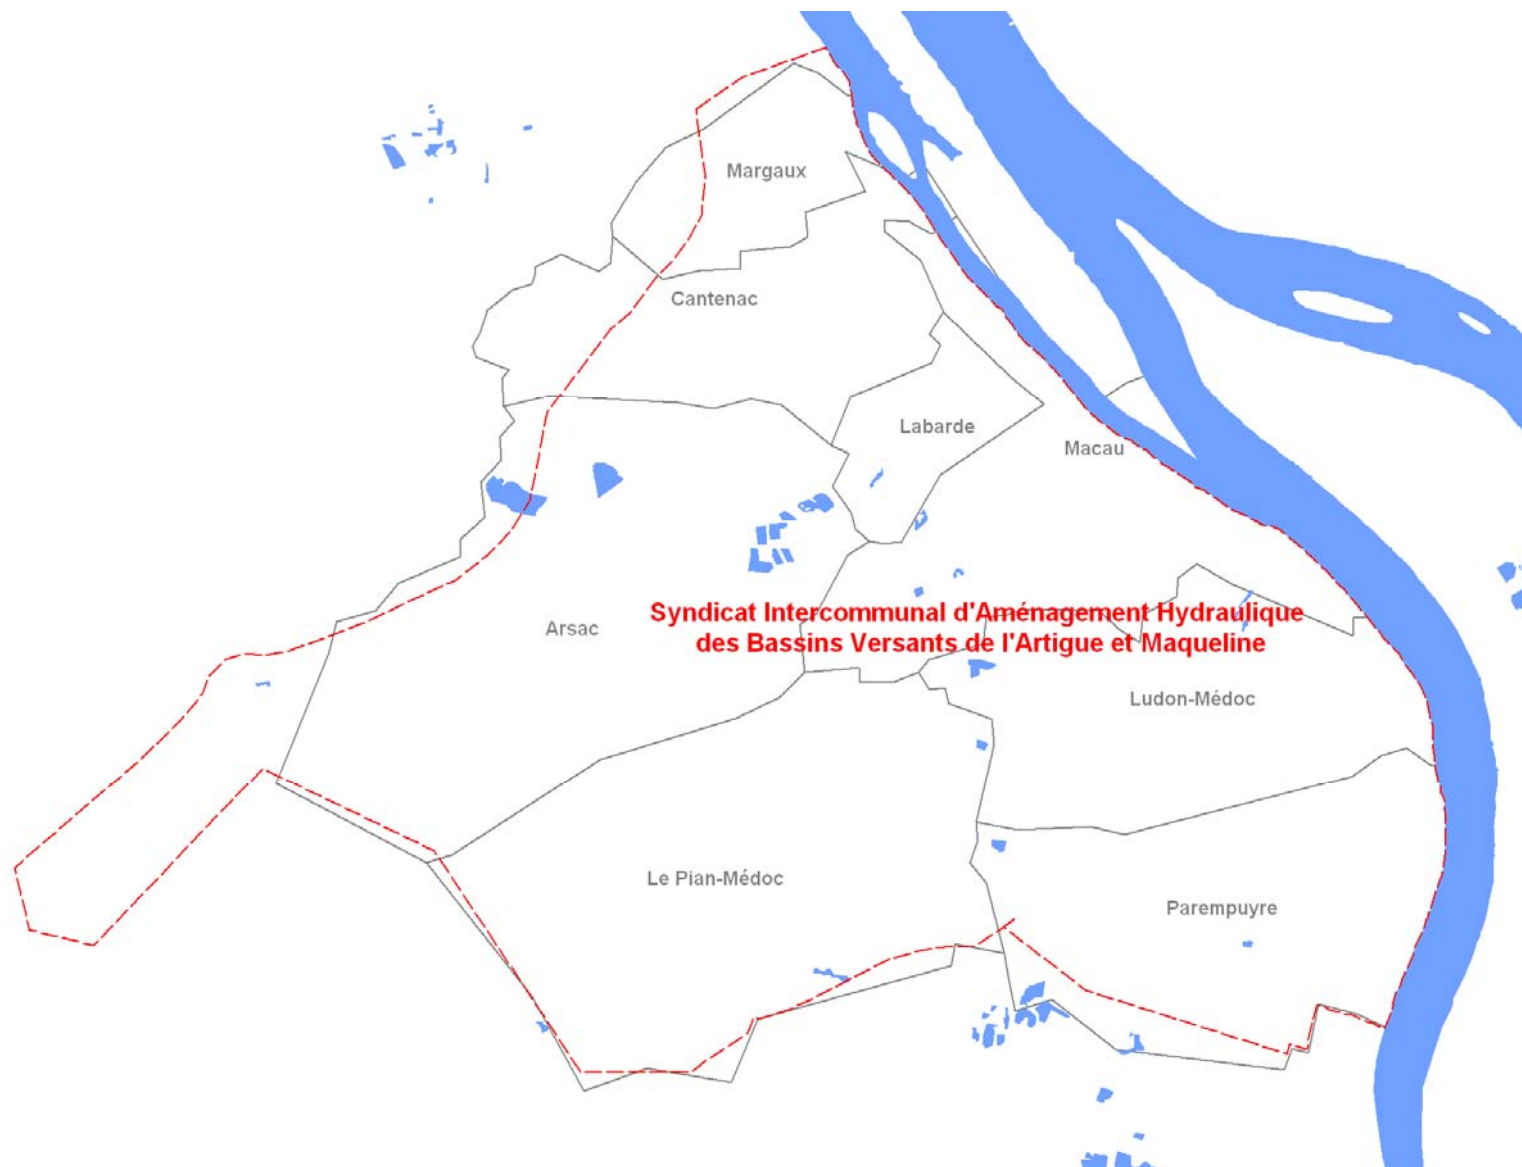 Margaux
Cantenac
Labarde
Macau
Syndicat Intercommunal d'Aménagement Hydraulique
des Bassins Versants de l'Artigue et Maqueline
Arsac
Ludon-Médoc
Le Pian-Médoc
Parempuyre